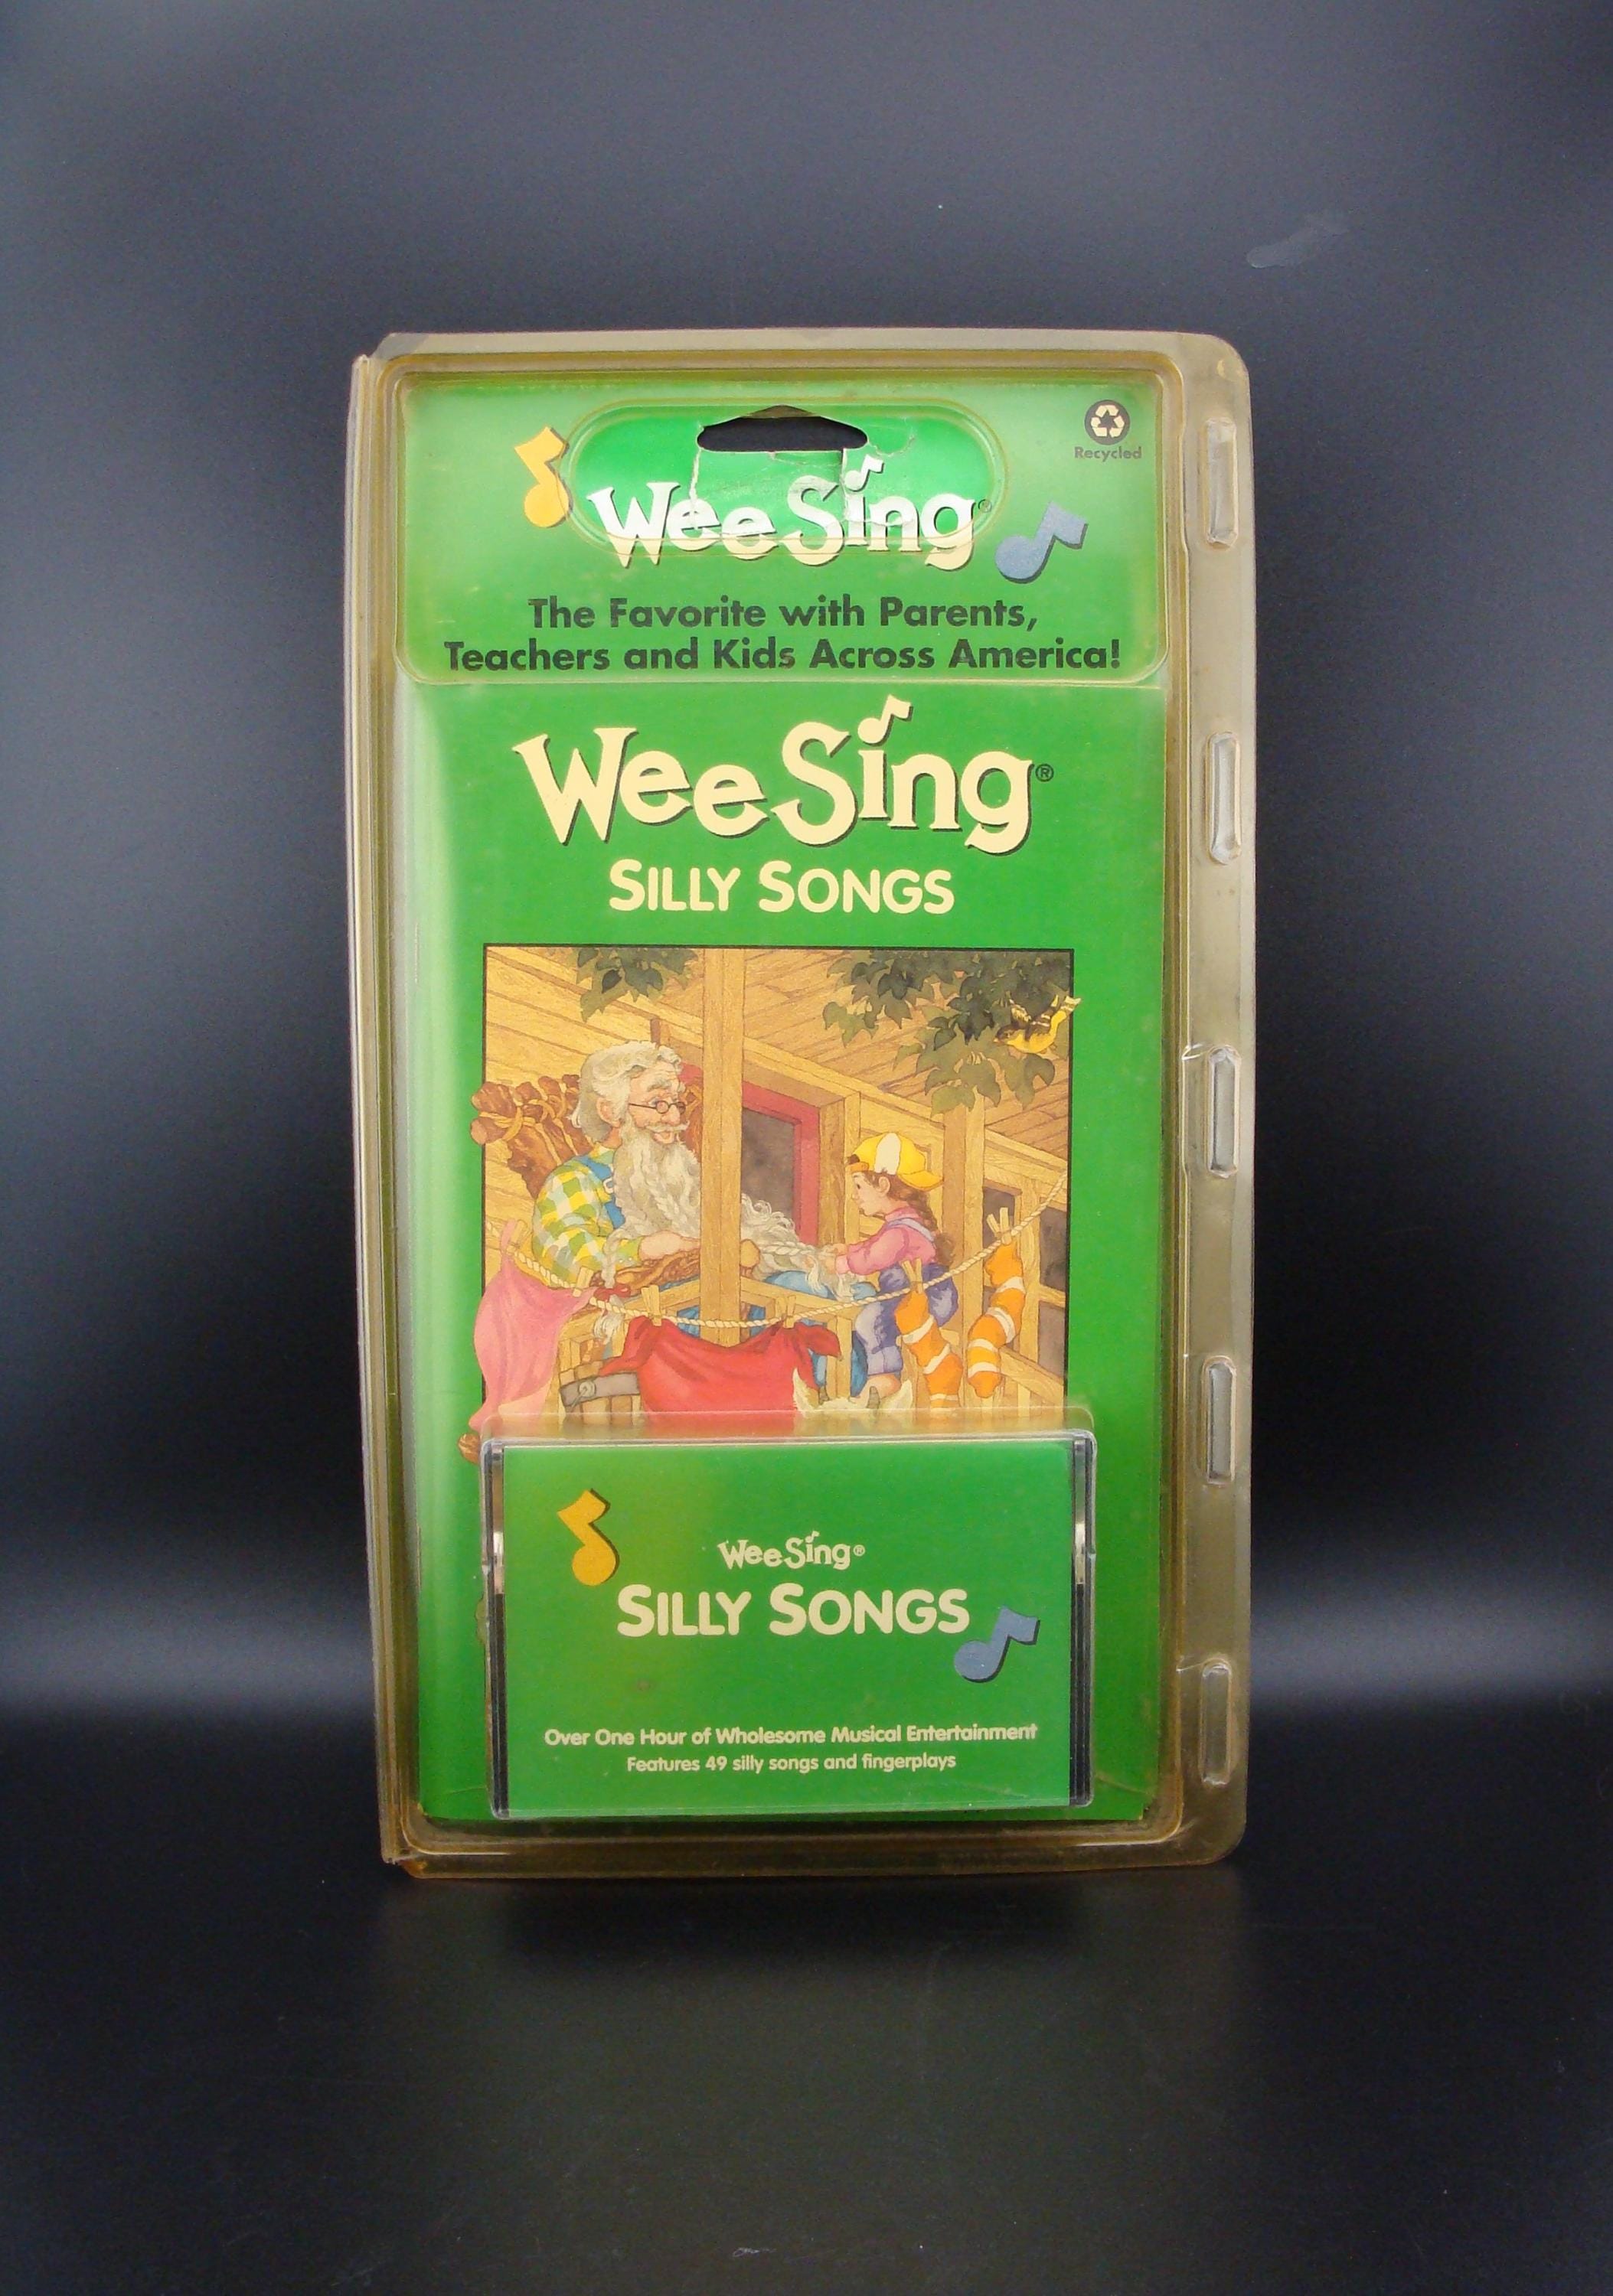 Recycled
Wee Sing®
The Favorite with Parents,
Teachers and Kids Across America!
Wee Sing®
SILLY SONGS
Wee Sing®
SILLY SONGS
Over One Hour of Wholesome Musical Entertainment
Features 49 silly songs and fingerplays